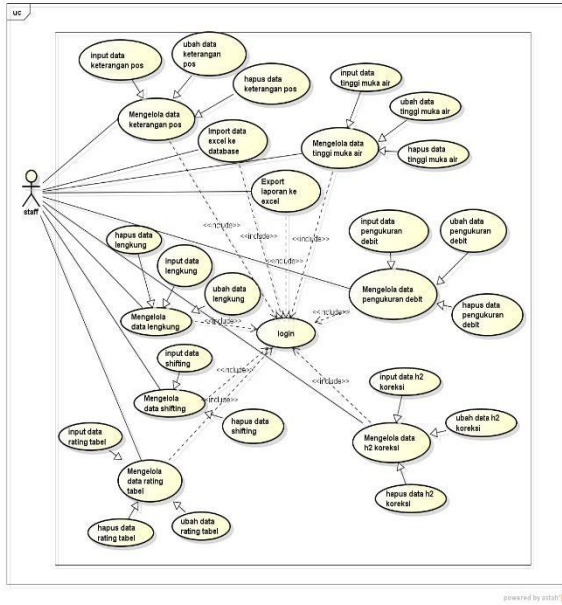 uc
input data
keterangan pos
ubah data
keterangan
pos
hapus data
keterangan pos
Mengelola data
keterangan pos
Import data
excel ke
database
Export
laporan ke
excel
input data
tinggi muka air
ubah data
tinggi muka air
hapus data
tinggi muka air
Mengelola data
tinggi muka air
staff
<<include>>
<<include>>
<<include>>
hapus data
lengkung
input data
lengkung
ubah data
lengkung
Mengelola
data lengkung
<<include>>
login
<<include>>
input data
pengukuran
debit
ubah data
pengukuran
debit
hapus data
pengukuran
debit
Mengelola data
pengukuran debit
input data
shifting
Mengelola
data shifting
hapus data
shifting
<<include>>
<<include>>
<<include>>
input data h2
koreksi
ubah data h2
koreksi
Mengelola data
h2 koreksi
hapus data h2
koreksi
input data
rating tabel
Mengelola
data rating
tabel
hapus data
rating tabel
ubah data
rating tabel
powered by astah